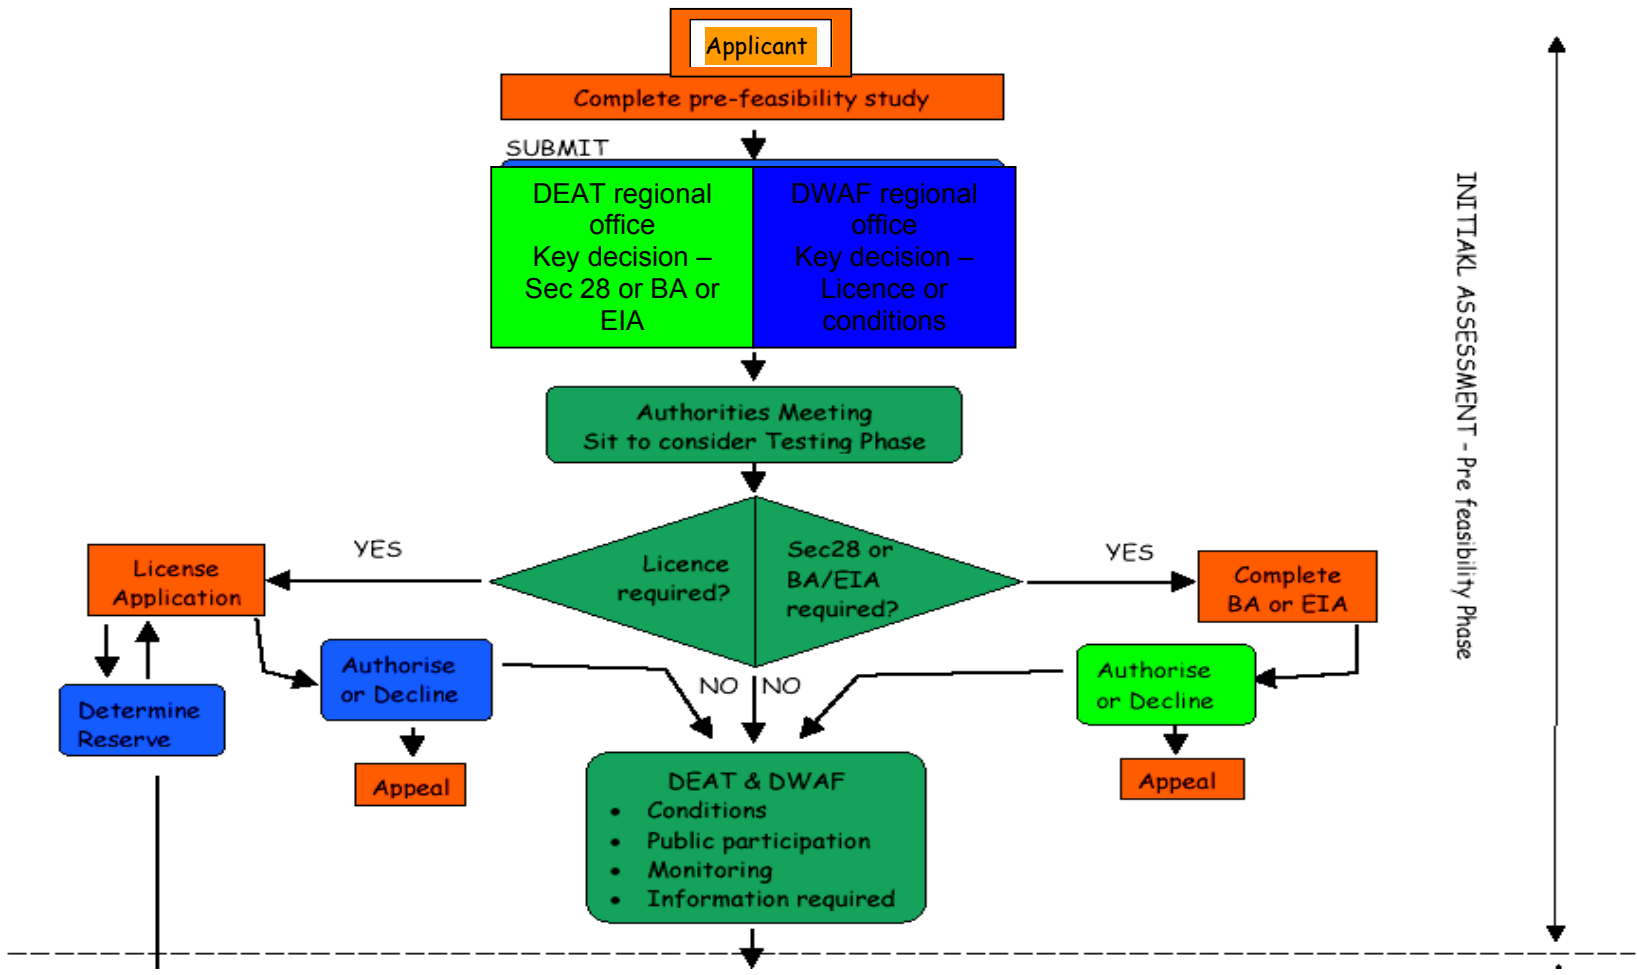 Applicant
Complete pre-feasibility study
SUBMIT
DEAT regional
office
Key decision –
Sec 28 or BA or
EIA
DWAF regional
office
Key decision –
Licence or
conditions
Authorities Meeting
Sit to consider Testing Phase
Licence
required?
Sec28 or
BA/EIA
required?
YES
YES
License
Application
Complete
BA or EIA
Authorise
or Decline
Authorise
or Decline
NO
NO
Determine
Reserve
Appeal
Appeal
DEAT & DWAF
• Conditions
• Public participation
• Monitoring
• Information required
INITIAKL ASSESSMENT - Pre feasibility Phase